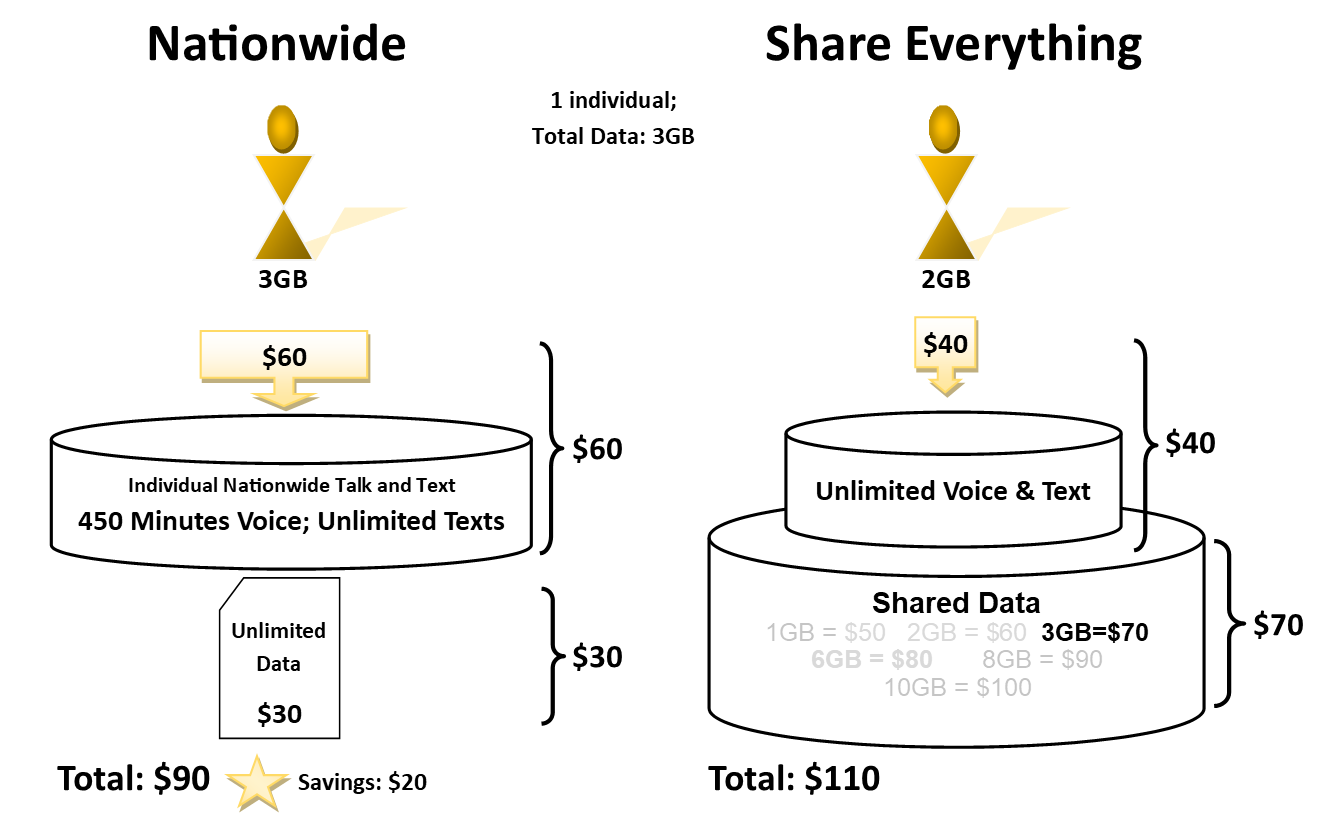 Nationwide
Share Everything
1 individual;
Total Data: 3GB
3GB
2GB
$60
$40
$60
$40
Individual Nationwide Talk and Text
450 Minutes Voice; Unlimited Texts
Unlimited Voice & Text
Unlimited
Data
$30
$30
Shared Data
1GB = $50 2GB = $60 3GB=$70
6GB = $80 8GB = $90
10GB = $100
$70
Total: $90
Savings: $20
Total: $110